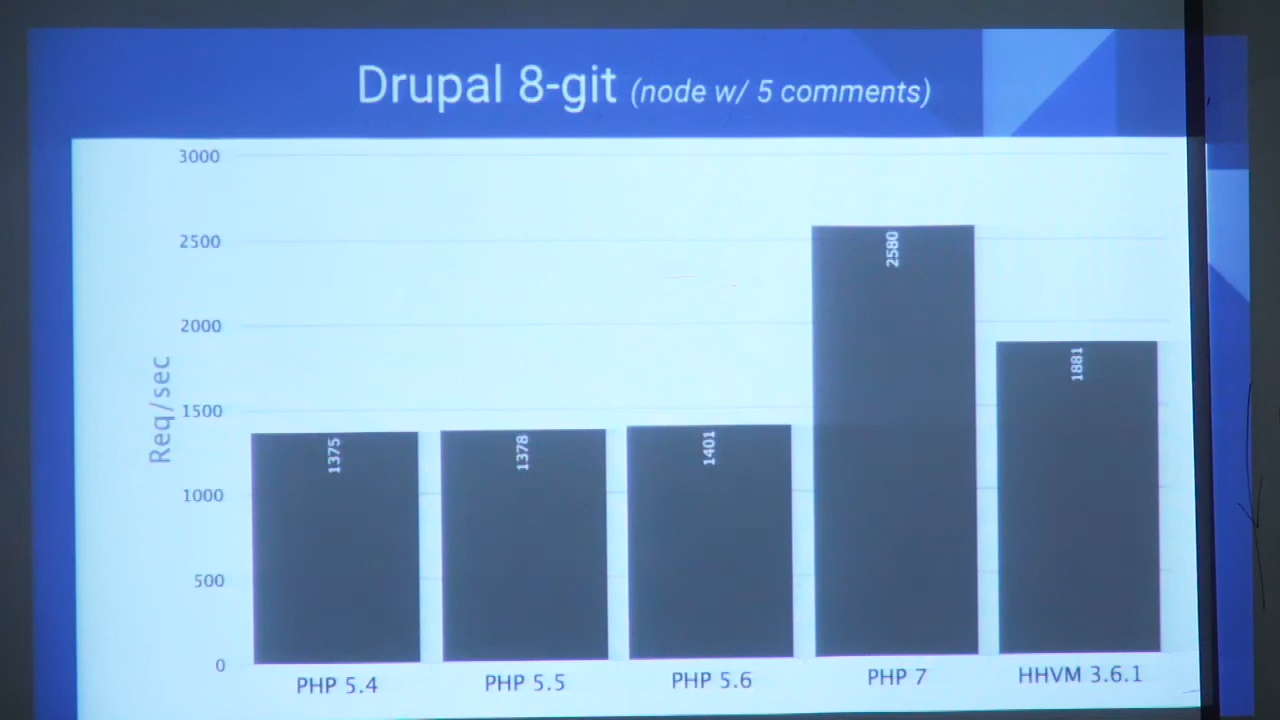 Drupal 8-git (node w/ 5 comments)
3000
2500
2000
1500
1000
500
0
Req/sec
1375
1378
1401
2580
1881
PHP 5.4
PHP 5.5
PHP 5.6
PHP 7
HHVM 3.6.1